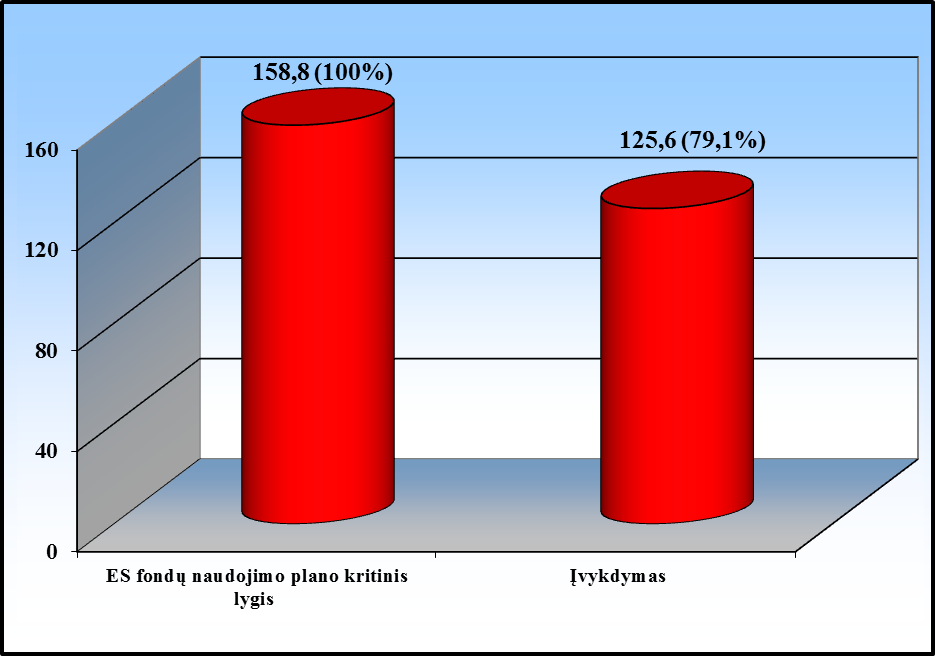 158,8 (100%)
125,6 (79,1%)
160
120
80
40
0
ES fondų naudojimo plano kritinis
lygis
Įvykdymas